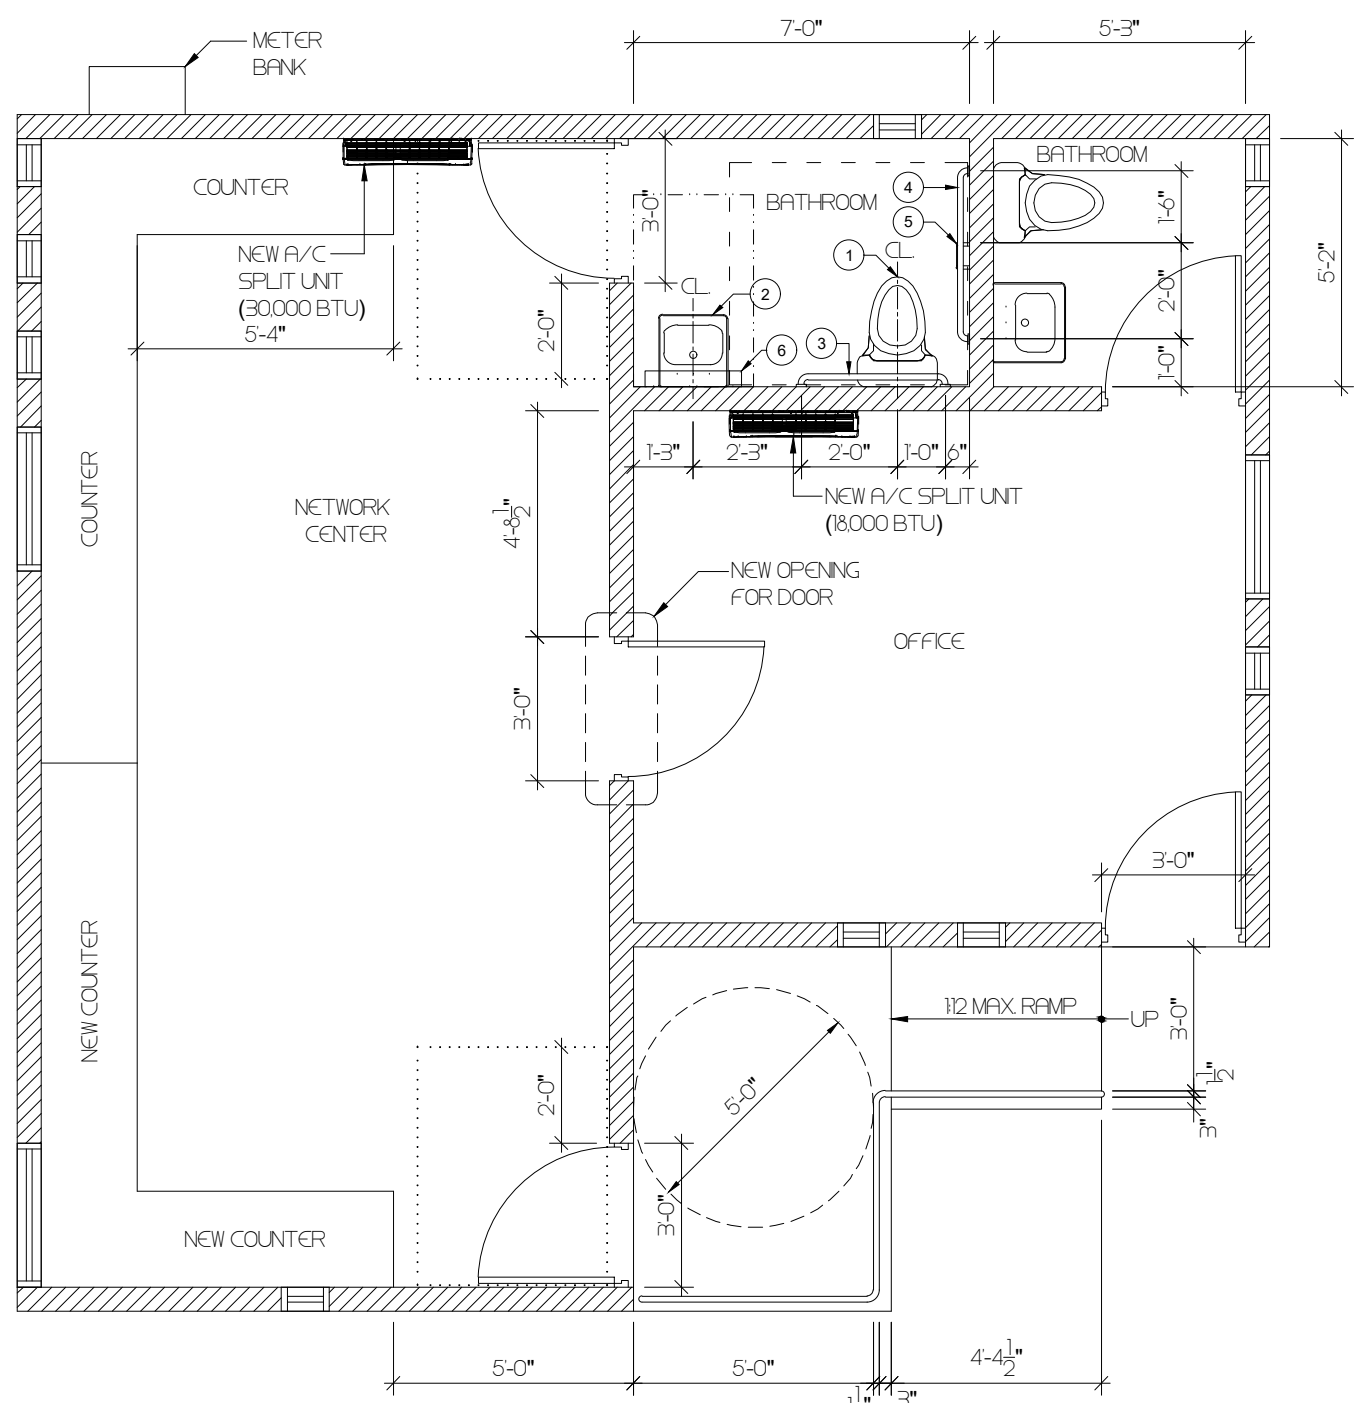 METER
BANK
7'-0"
5'-3"
COUNTER
BATHROOM
BATHROOM
4
5
1
CL.
3'-0"
1'-6"
5'-2"
NEW A/C
SPLIT UNIT
(30,000 BTU)
5'-4"
2'-0"
CL.
2
6
3
2'-0"
1'-0"
1'-3"
2'-3"
2'-0"
1'-0"
6"
COUNTER
NETWORK
CENTER
4'-8 1/2"
NEW A/C SPLIT UNIT
(18,000 BTU)
NEW OPENING
FOR DOOR
OFFICE
3'-0"
3'-0"
NEW COUNTER
1:12 MAX. RAMP
UP
3'-0"
1 1/2"
3"
2'-0"
5'-0"
3'-0"
NEW COUNTER
5'-0"
5'-0"
4'-4 1/2"
3"